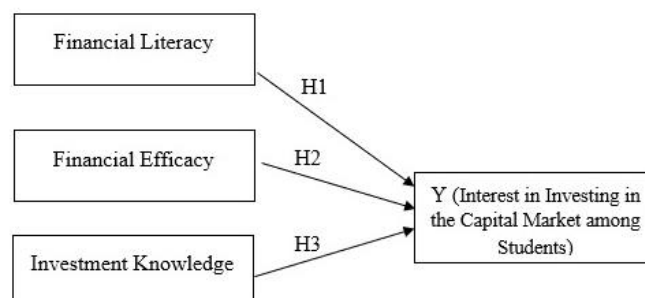 Financial Literacy
H1
Financial Efficacy
H2
Y (Interest in Investing in
the Capital Market among
Students)
H3
Investment Knowledge